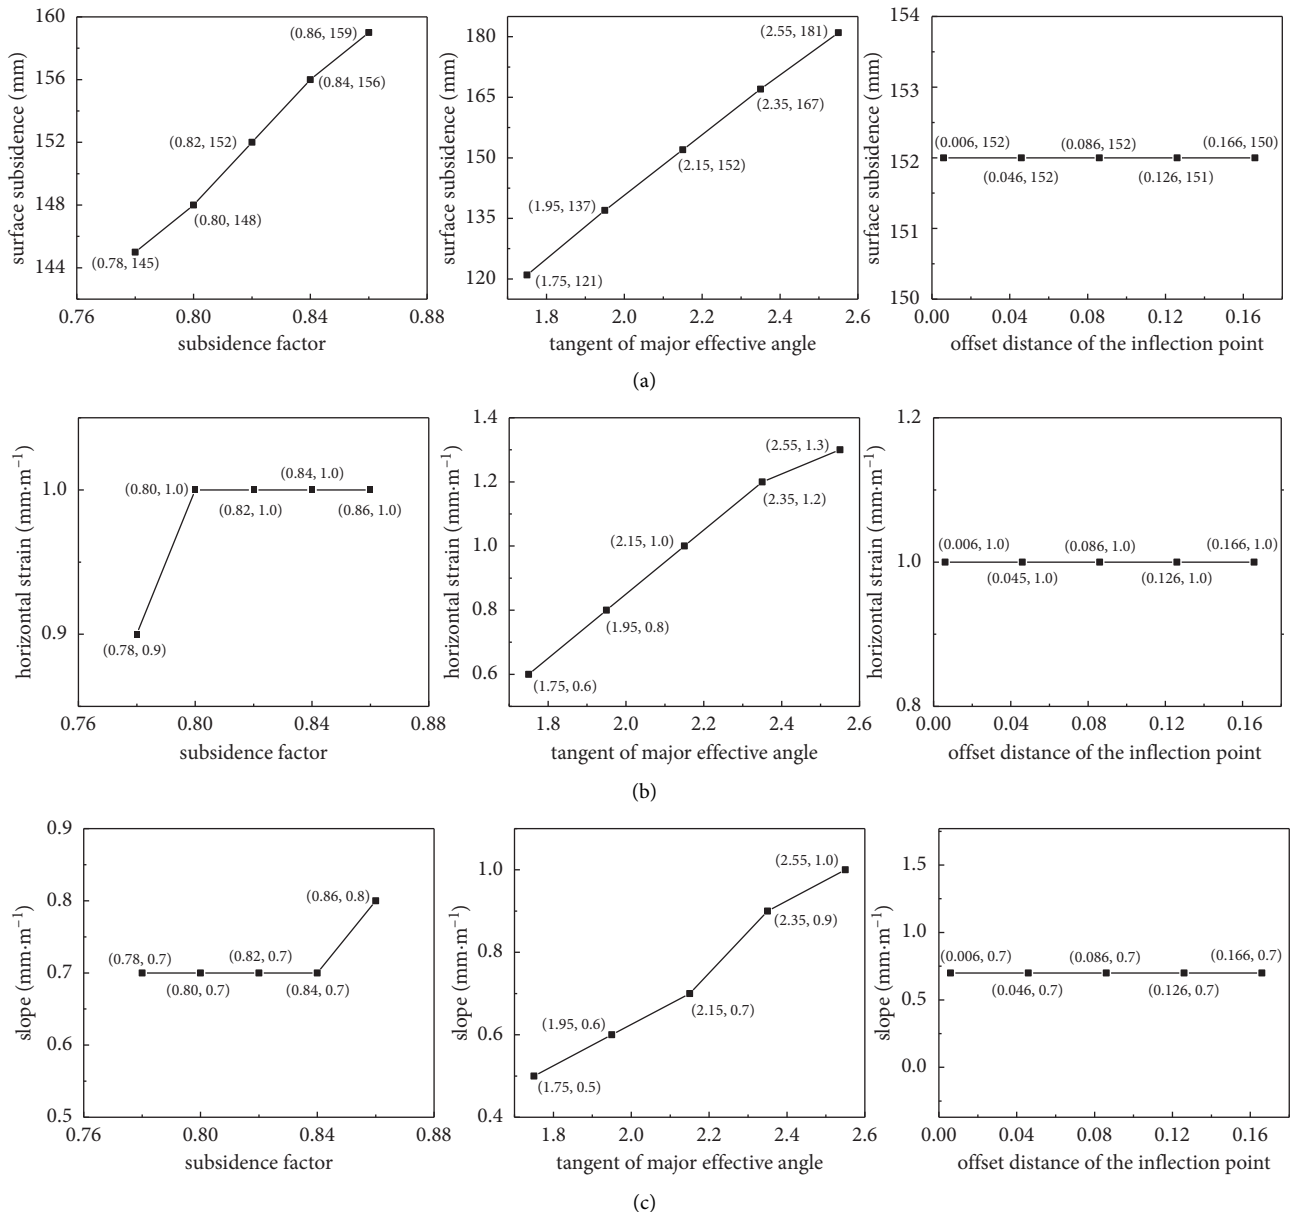 160
156
152
148
144
surface subsidence (mm)
(0.86, 159)
(0.84, 156)
(0.82, 152)
(0.80, 148)
(0.78, 145)
0.76 0.80 0.84 0.88
subsidence factor
180
165
150
135
120
surface subsidence (mm)
(2.55, 181)
(2.35, 167)
(2.15, 152)
(1.95, 137)
(1.75, 121)
1.8 2.0 2.2 2.4 2.6
tangent of major effective angle
154
153
152
151
150
surface subsidence (mm)
(0.006, 152) (0.086, 152) (0.166, 150)
(0.046, 152) (0.126, 151)
0.00 0.04 0.08 0.12 0.16
offset distance of the inflection point
(a)
1.0
0.9
horizontal strain (mm·m⁻¹)
(0.84, 1.0)
(0.80, 1.0)
(0.82, 1.0) (0.86, 1.0)
(0.78, 0.9)
0.76 0.80 0.84 0.88
subsidence factor
1.4
1.2
1.0
0.8
0.6
horizontal strain (mm·m⁻¹)
(2.55, 1.3)
(2.35, 1.2)
(2.15, 1.0)
(1.95, 0.8)
(1.75, 0.6)
1.8 2.0 2.2 2.4 2.6
tangent of major effective angle
1.2
1.0
0.8
horizontal strain (mm·m⁻¹)
(0.006, 1.0) (0.086, 1.0) (0.166, 1.0)
(0.045, 1.0) (0.126, 1.0)
0.00 0.04 0.08 0.12 0.16
offset distance of the inflection point
(b)
0.9
0.8
0.7
0.6
0.5
slope (mm·m⁻¹)
(0.86, 0.8)
(0.78, 0.7) (0.82, 0.7)
(0.80, 0.7) (0.84, 0.7)
0.76 0.80 0.84 0.88
subsidence factor
1.0
0.8
0.6
0.4
slope (mm·m⁻¹)
(2.55, 1.0)
(2.35, 0.9)
(2.15, 0.7)
(1.95, 0.6)
(1.75, 0.5)
1.8 2.0 2.2 2.4 2.6
tangent of major effective angle
1.5
1.0
0.5
0.0
slope (mm·m⁻¹)
(0.006, 0.7) (0.086, 0.7) (0.166, 0.7)
(0.046, 0.7) (0.126, 0.7)
0.00 0.04 0.08 0.12 0.16
offset distance of the inflection point
(c)